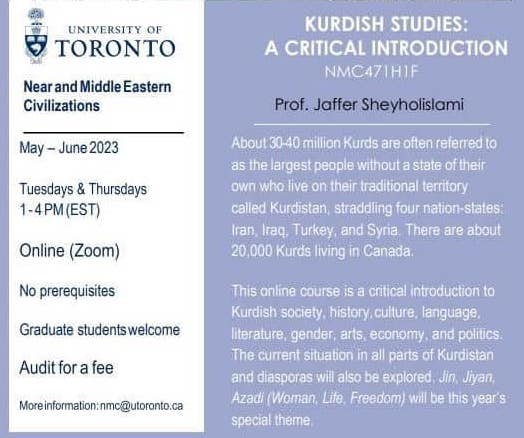 UNIVERSITY OF
TORONTO
Near and Middle Eastern
Civilizations
May – June 2023
Tuesdays & Thursdays
1 - 4 PM (EST)
Online (Zoom)
No prerequisites
Graduate students welcome
Audit for a fee
More information: nmc@utoronto.ca
KURDISH STUDIES:
A CRITICAL INTRODUCTION
NMC471H1F
Prof. Jaffer Sheyholislami
About 30-40 million Kurds are often referred to
as the largest people without a state of their
own who live on their traditional territory
called Kurdistan, straddling four nation-states:
Iran, Iraq, Turkey, and Syria. There are about
20,000 Kurds living in Canada.
This online course is a critical introduction to
Kurdish society, history, culture, language,
literature, gender, arts, economy, and politics.
The current situation in all parts of Kurdistan
and diasporas will also be explored. Jin, Jiyan,
Azadi (Woman, Life, Freedom) will be this year's
special theme.